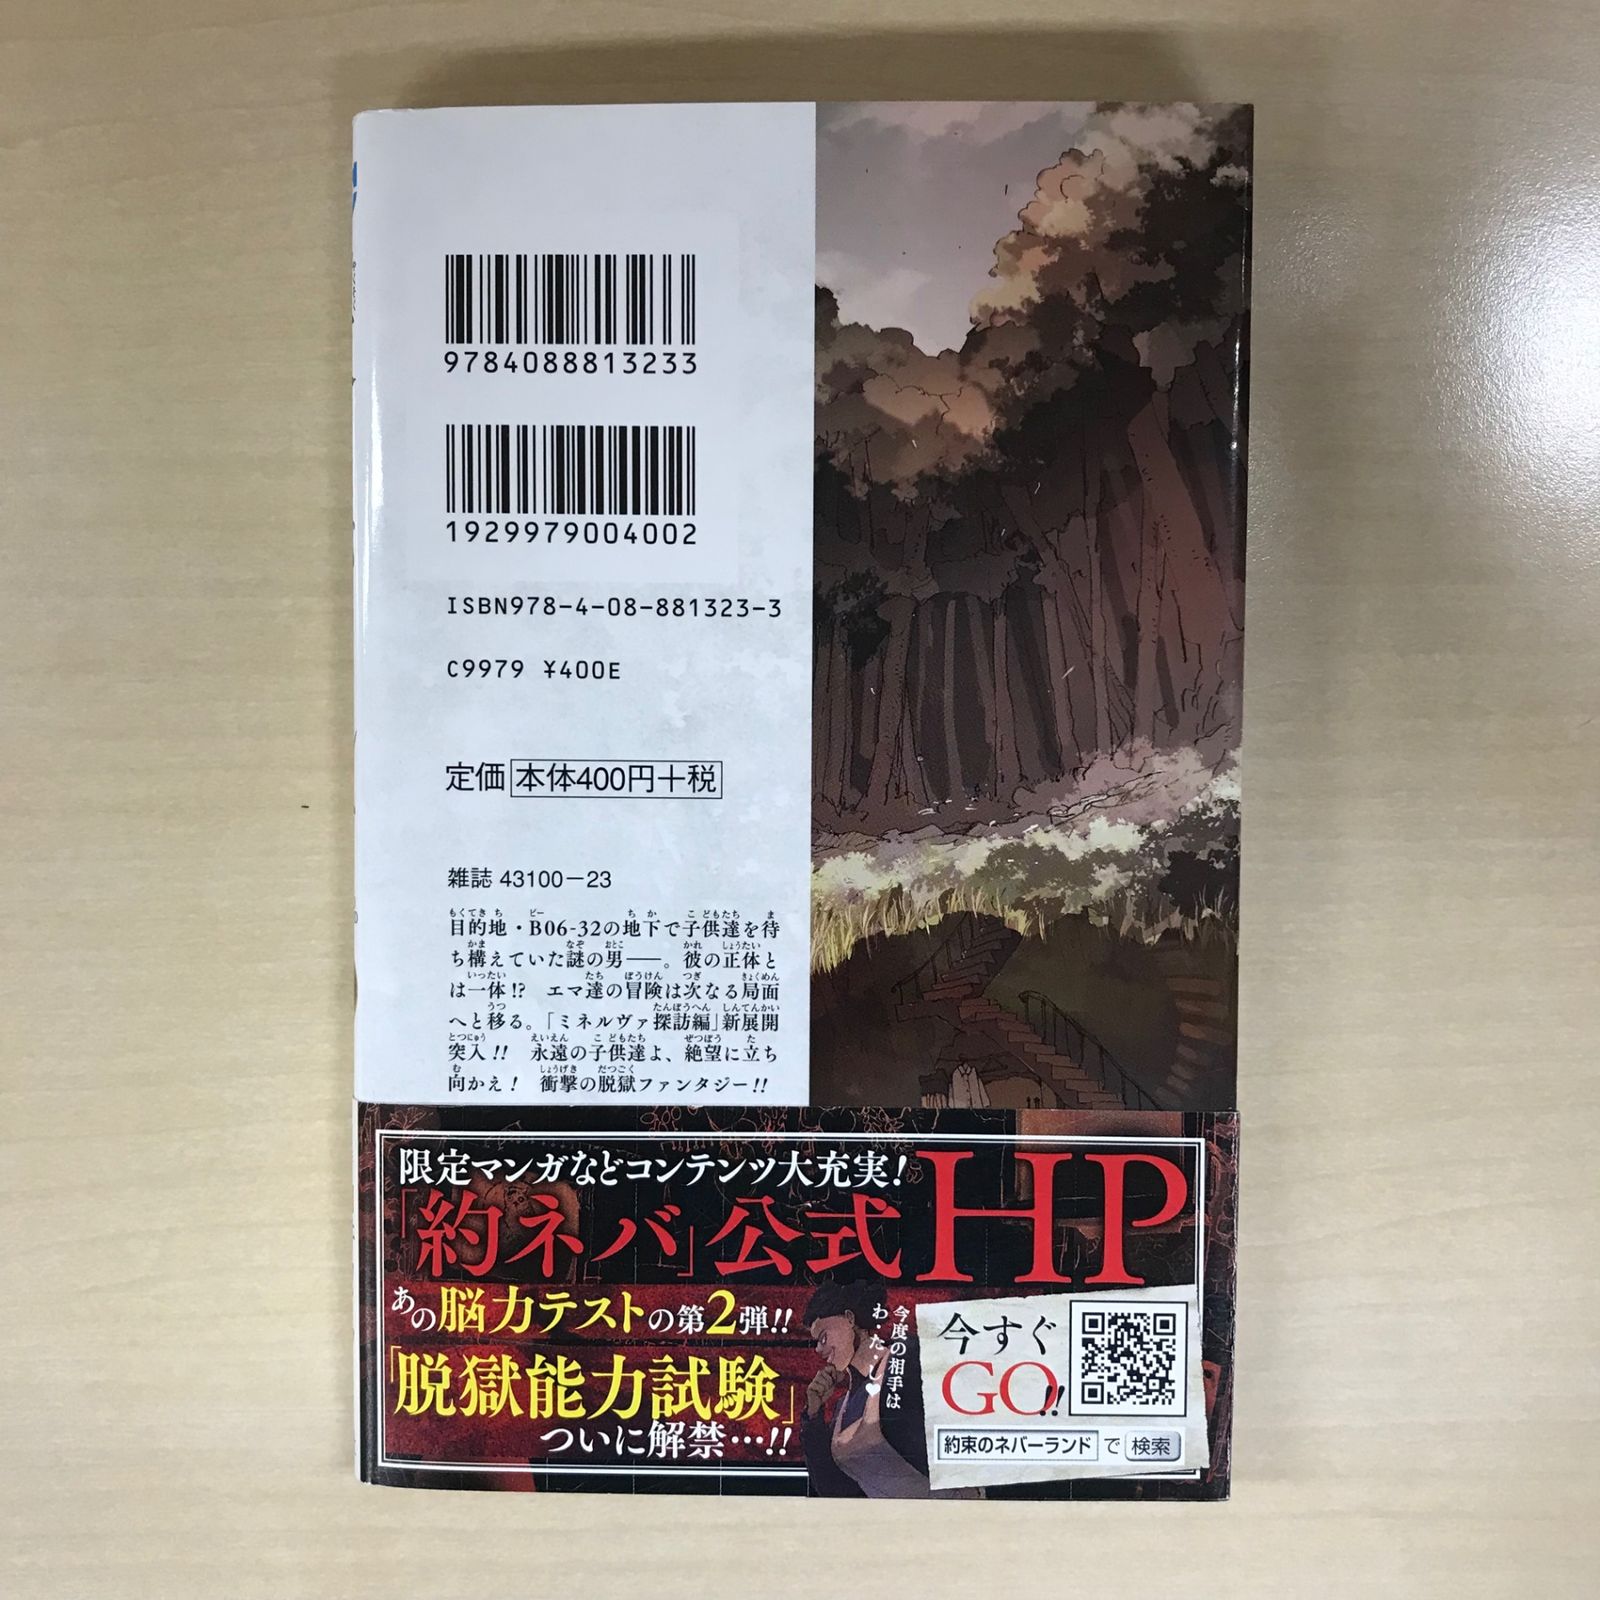 9784088813233
1929979004002
ISBN978-4-08-881323-3
C9979 ¥400E
定価 本体400円+税
雑誌 43100-23
目的地・B06-32の地下で子供達を待
ち構えていた謎の男――。彼の正体と
は一体!? エマ達の冒険は次なる局面
へと移る。「ミネルヴァ探訪編」新展開
突入!! 永遠の子供達よ、絶望に立ち
向かえ! 衝撃の脱獄ファンタジー!!
限定マンガなどコンテンツ大充実!
「約ネバ」公式HP
あの脳力テストの第2弾!!
「脱獄能力試験」
ついに解禁…!!
今度の相手は
わ・た・し♥
今すぐ
GO!!
約束のネバーランド で 検索